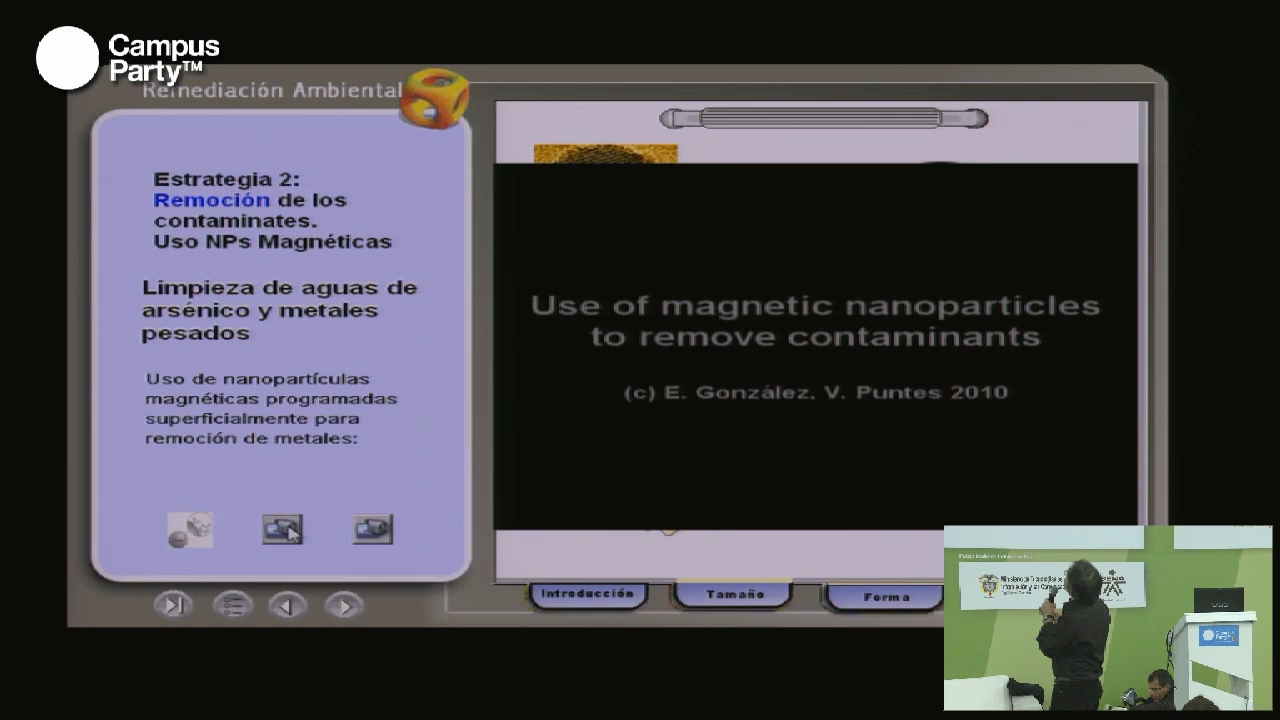 Campus
Party™
Remediación Ambiental
Estrategia 2:
Remoción de los
contaminates.
Uso NPs Magnéticas
Limpieza de aguas de
arsénico y metales
pesados
Uso de nanopartículas
magnéticas programadas
superficialmente para
remoción de metales:
Use of magnetic nanoparticles
to remove contaminants
(c) E. González, V. Puntes 2010
Introducción
Tamaño
Forma
Campus
Party